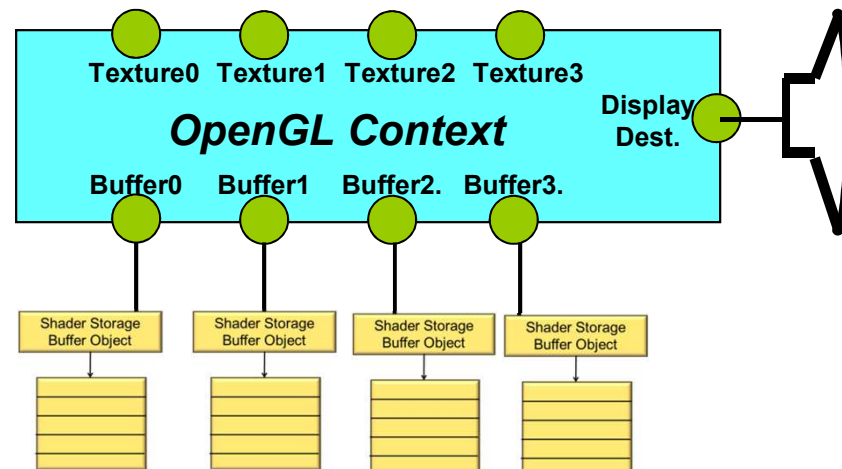 Texture0 Texture1 Texture2 Texture3
Display
OpenGL Context
Dest.
Buffer0 Buffer1 Buffer2. Buffer3.
Shader Storage
Buffer Object
Shader Storage
Buffer Object
Shader Storage
Buffer Object
Shader Storage
Buffer Object